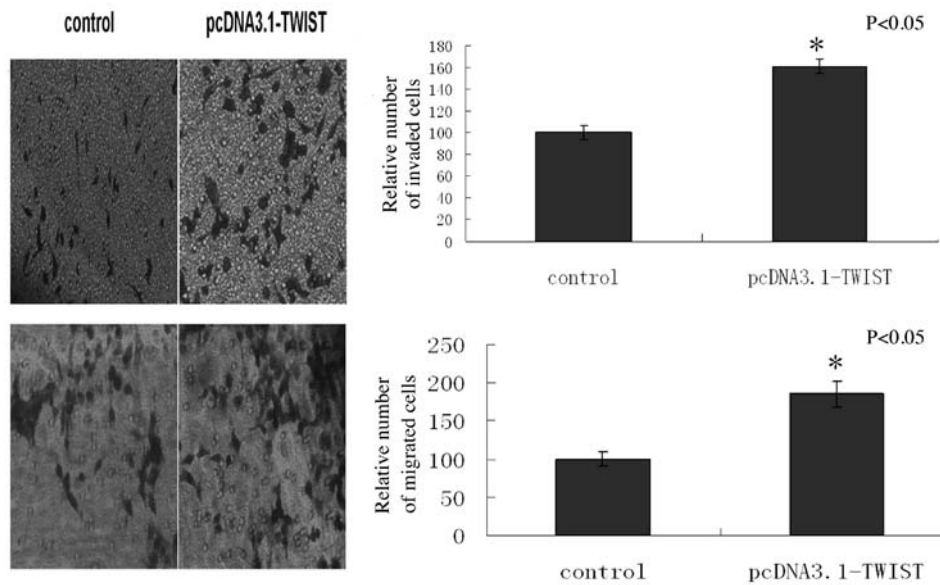 control
pcDNA3.1-TWIST
P<0.05
*
Relative number
of invaded cells
180
160
140
120
100
80
60
40
20
0
control
pcDNA3.1-TWIST
P<0.05
*
Relative number
of migrated cells
250
200
150
100
50
0
control
pcDNA3.1-TWIST